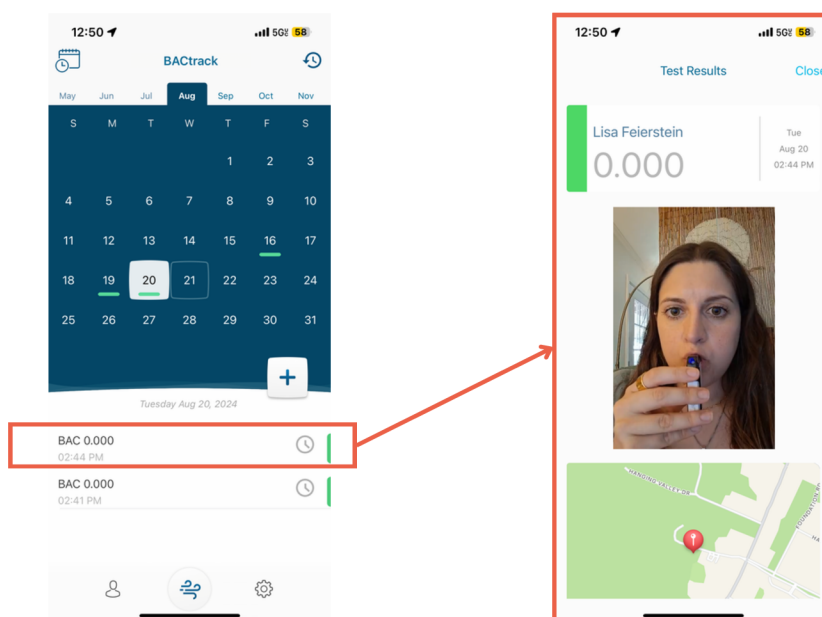 12:50
5G 58
BACtrack
May Jun Jul Aug Sep Oct Nov
S M T W T F S
1 2 3
4 5 6 7 8 9 10
11 12 13 14 15 16 17
18 19 20 21 22 23 24
25 26 27 28 29 30 31
+
Tuesday Aug 20, 2024
BAC 0.000
02:44 PM
BAC 0.000
02:41 PM
12:50
5G 58
Test Results
Close
Lisa Feierstein
0.000
Tue
Aug 20
02:44 PM
HANGING VALLEY DR